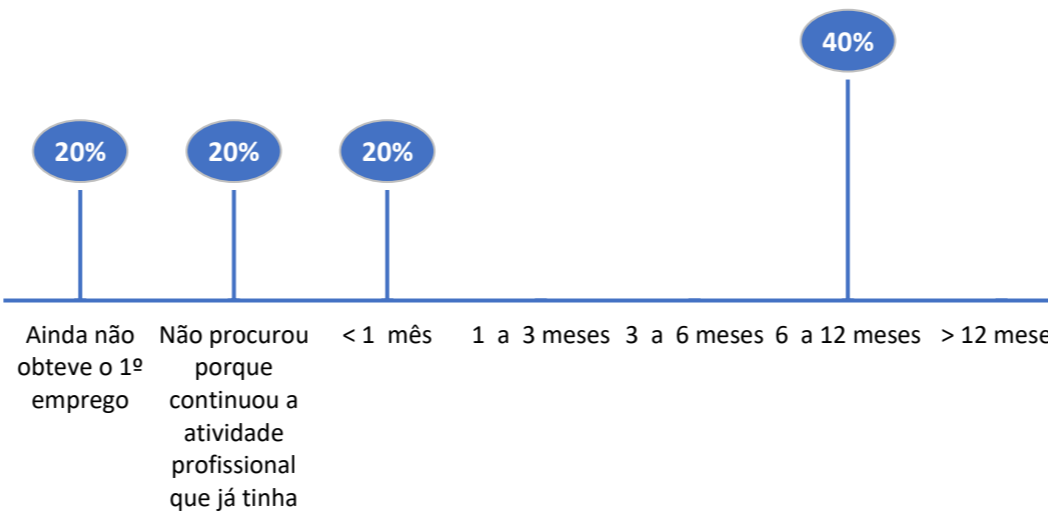 40%
20%
20%
20%
Ainda não
obteve o 1º
emprego
Não procurou
porque
continuou a
atividade
profissional
que já tinha
< 1 mês
1 a 3 meses
3 a 6 meses
6 a 12 meses
> 12 mese